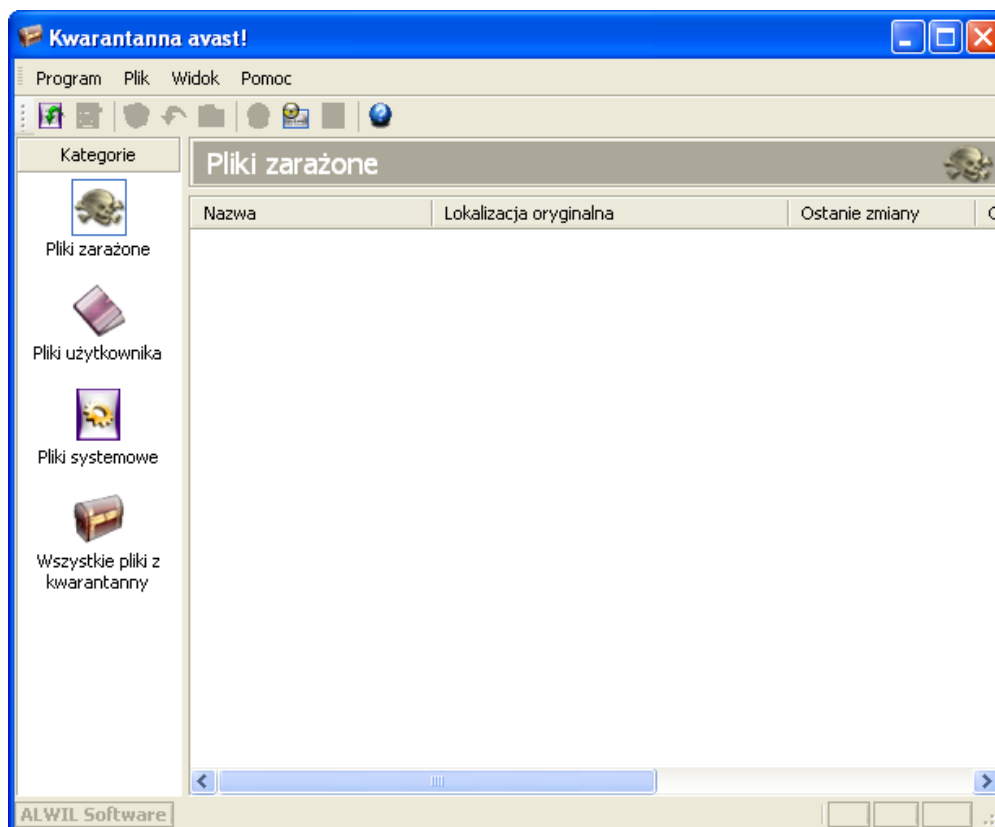 Kwarantanna avast!
Program Plik Widok Pomoc
Kategorie
Pliki zarażone
Pliki użytkownika
Pliki systemowe
Wszystkie pliki z
kwarantanny
Pliki zarażone
Nazwa Lokalizacja oryginalna Ostanie zmiany
ALWIL Software